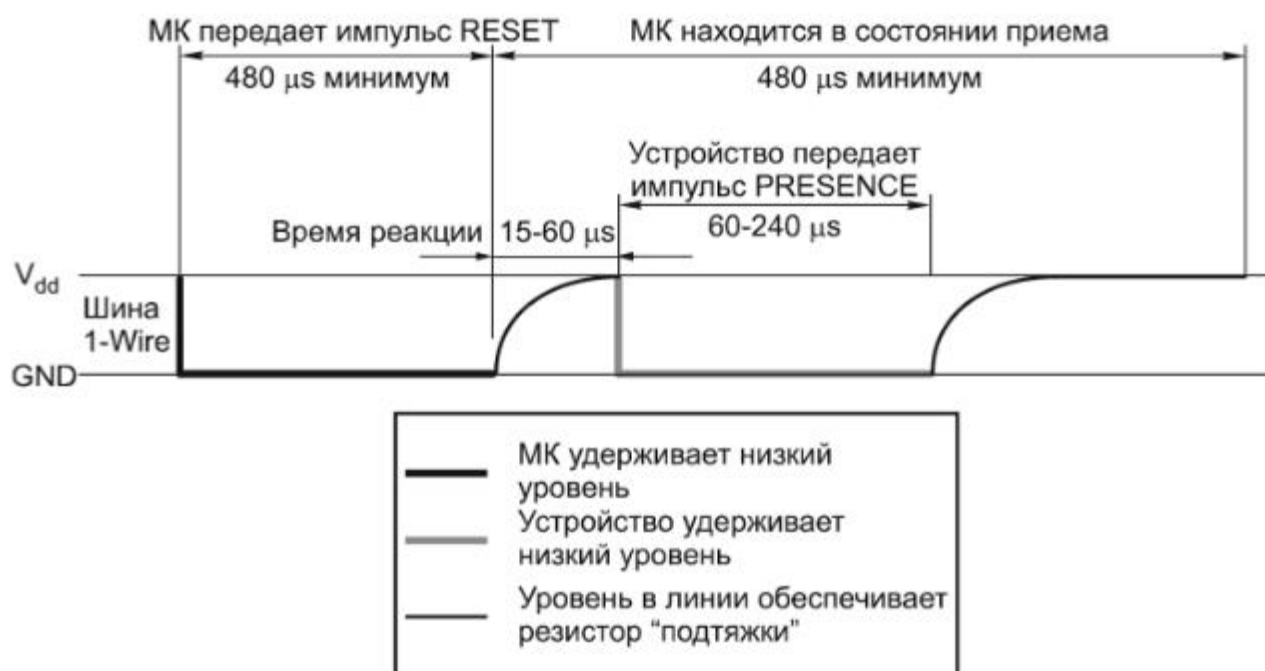 МК передает импульс RESET
МК находится в состоянии приема
480 μs минимум
480 μs минимум
Устройство передает
импульс PRESENCE
Время реакции
15-60 μs
60-240 μs
Vdd
Шина
1-Wire
GND
МК удерживает низкий
уровень
Устройство удерживает
низкий уровень
Уровень в линии обеспечивает
резистор “подтяжки”